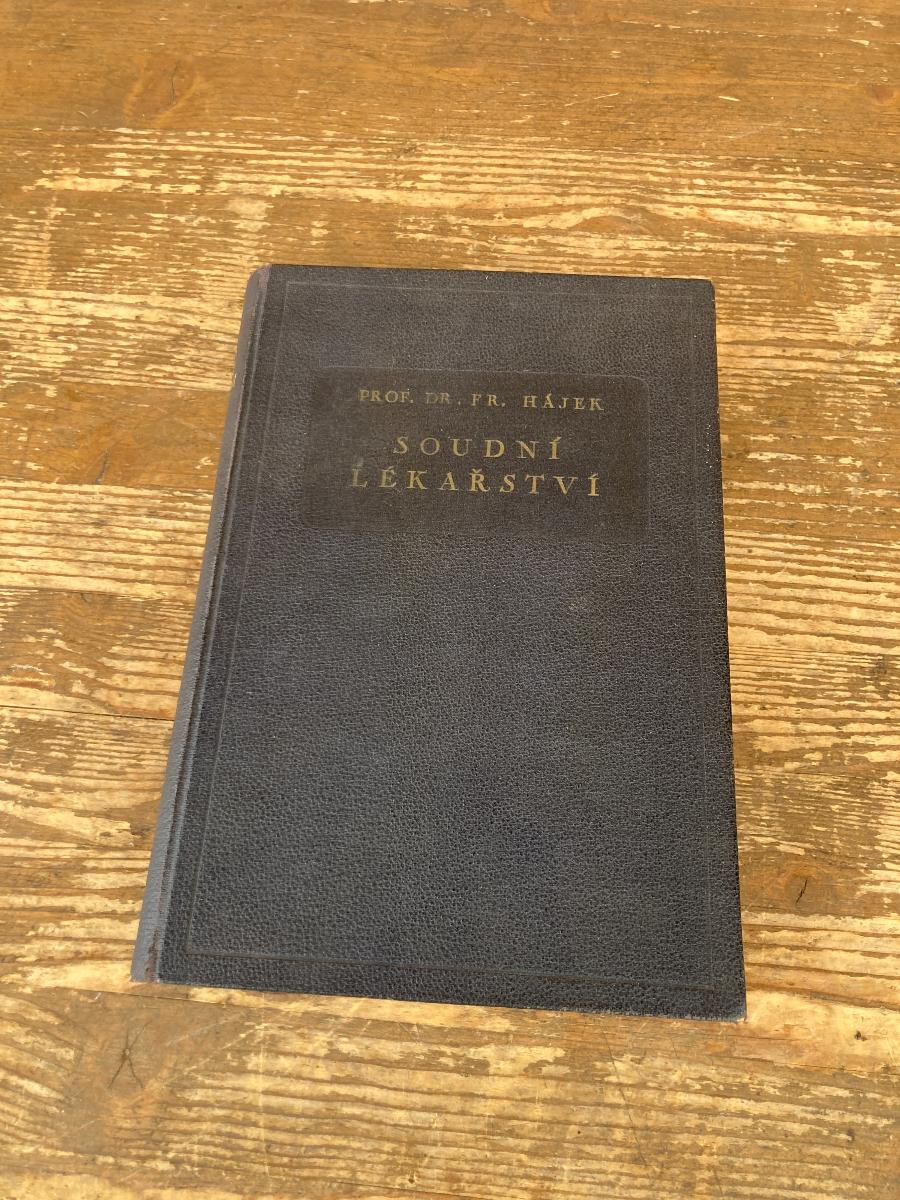 PROF. DR. FR. HÁJEK
SOUDNÍ
LÉKAŘSTVÍ